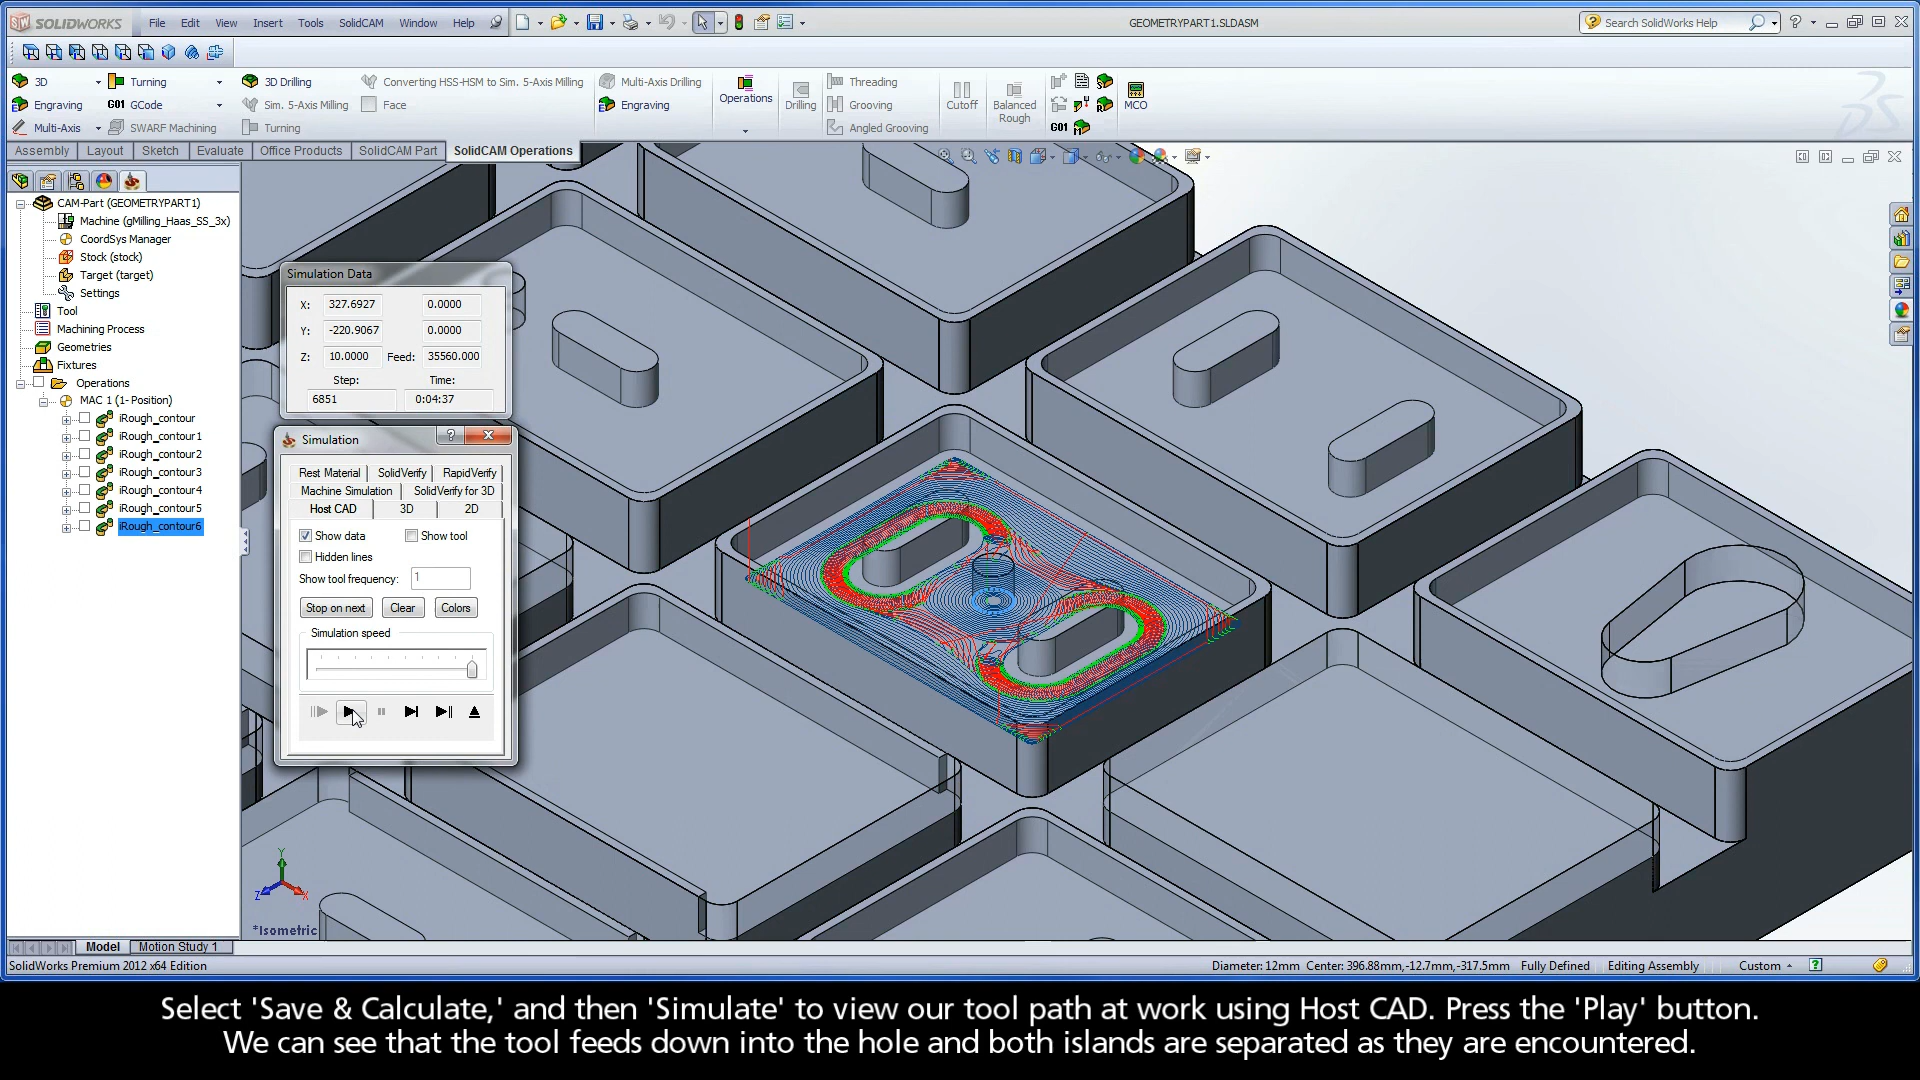 SOLIDWORKS File Edit View Insert Tools SolidCAM Window Help GEOMETRYPART1.SLDASM Search SolidWorks Help
3D Turning 3D Drilling Converting HSS-HSM to Sim. 5-Axis Milling Multi-Axis Drilling Threading
Engraving G01 GCode Sim. 5-Axis Milling Face Engraving Operations Drilling Grooving Cutoff Balanced Rough MCO
Multi-Axis SWARF Machining Turning Angled Grooving G01
Assembly Layout Sketch Evaluate Office Products SolidCAM Part SolidCAM Operations
CAM-Part (GEOMETRYPART1)
Machine (gMilling_Haas_SS_3x)
CoordSys Manager
Stock (stock)
Target (target)
Settings
Tool
Machining Process
Geometries
Fixtures
Operations
MAC 1 (1- Position)
iRough_contour
iRough_contour1
iRough_contour2
iRough_contour3
iRough_contour4
iRough_contour5
iRough_contour6
Simulation Data
X: 327.6927 0.0000
Y: -220.9067 0.0000
Z: 10.0000 Feed: 35560.000
Step: Time:
6851 0:04:37
Simulation
Rest Material SolidVerify RapidVerify
Machine Simulation SolidVerify for 3D
Host CAD 3D 2D
Show data Show tool
Hidden lines
Show tool frequency: 1
Stop on next Clear Colors
Simulation speed
Y
Z X
*Isometric
Model Motion Study 1
SolidWorks Premium 2012 x64 Edition Diameter: 12mm Center: 396.88mm,-12.7mm,-317.5mm Fully Defined Editing Assembly Custom
Select 'Save & Calculate,' and then 'Simulate' to view our tool path at work using Host CAD. Press the 'Play' button.
We can see that the tool feeds down into the hole and both islands are separated as they are encountered.